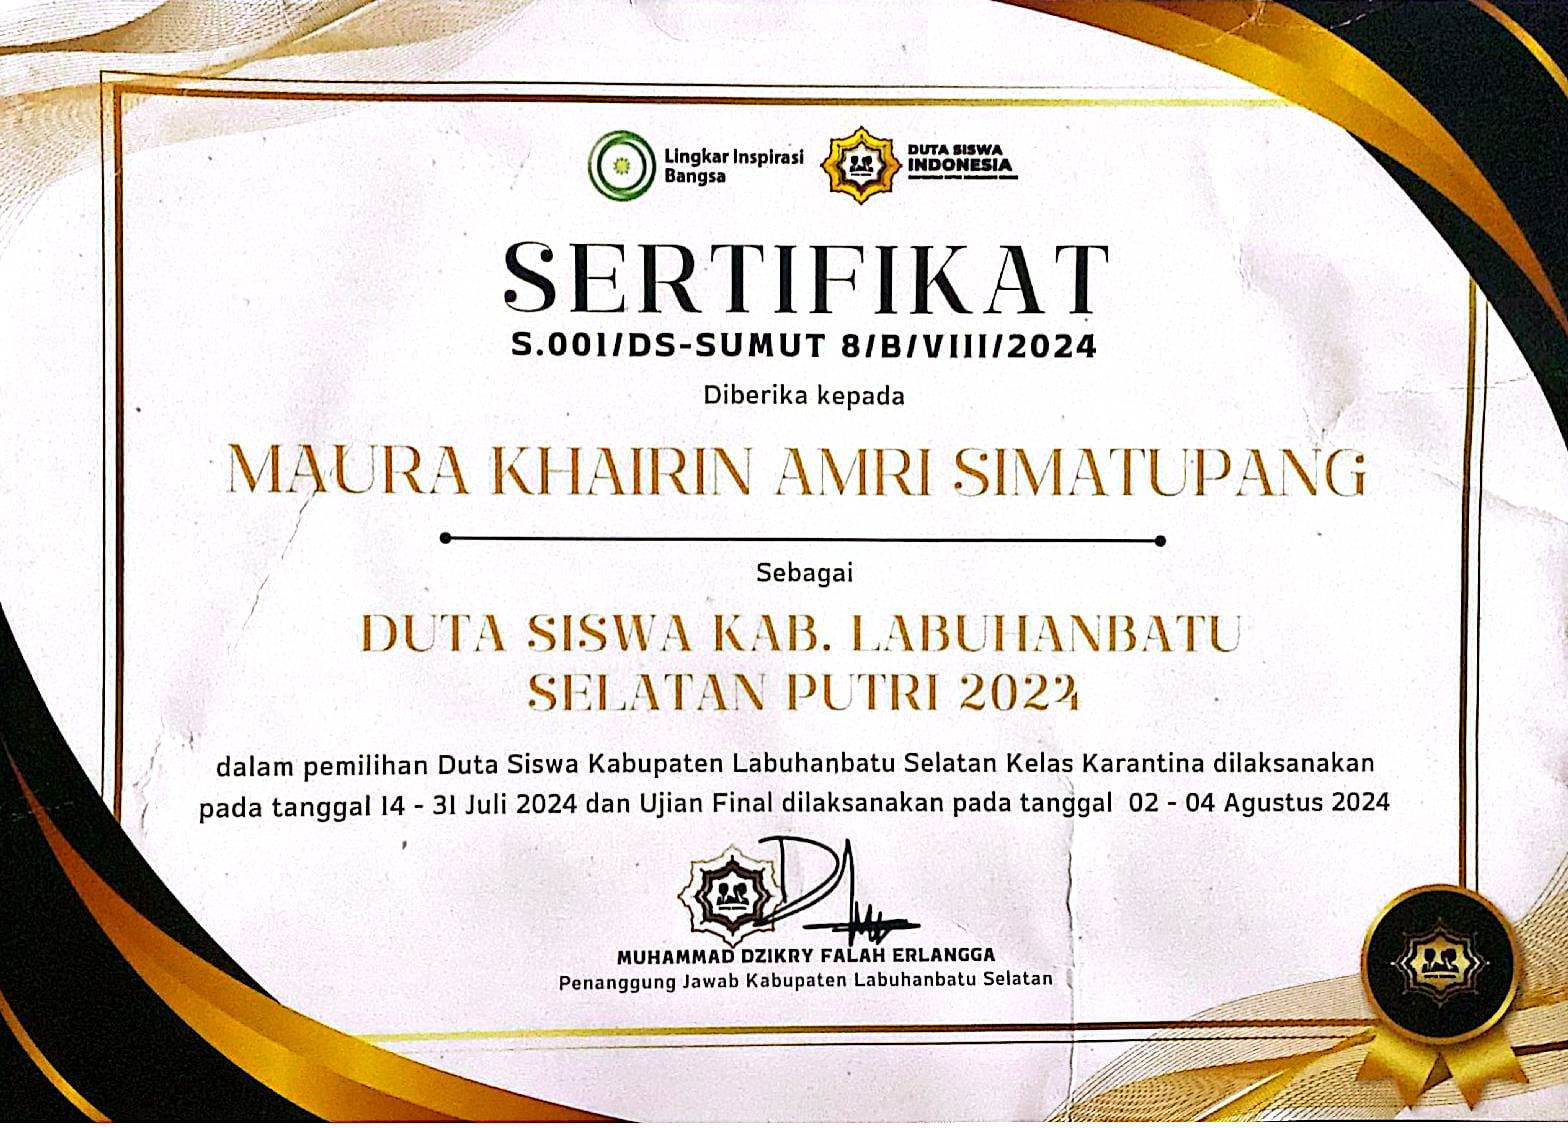 Lingkar Inspirasi
Bangsa
DUTA SISWA
INDONESIA
SERTIFIKAT
S.001/DS-SUMUT 8/B/VIII/2024
Diberika kepada
MAURA KHAIRIN AMRI SIMATUPANG
Sebagai
DUTA SISWA KAB. LABUHANBATU
SELATAN PUTRI 2024
dalam pemilihan Duta Siswa Kabupaten Labuhanbatu Selatan Kelas Karantina dilaksanakan
pada tanggal 14 - 31 Juli 2024 dan Ujian Final dilaksanakan pada tanggal 02 - 04 Agustus 2024
MUHAMMAD DZIKRY FALAH ERLANGGA
Penanggung Jawab Kabupaten Labuhanbatu Selatan